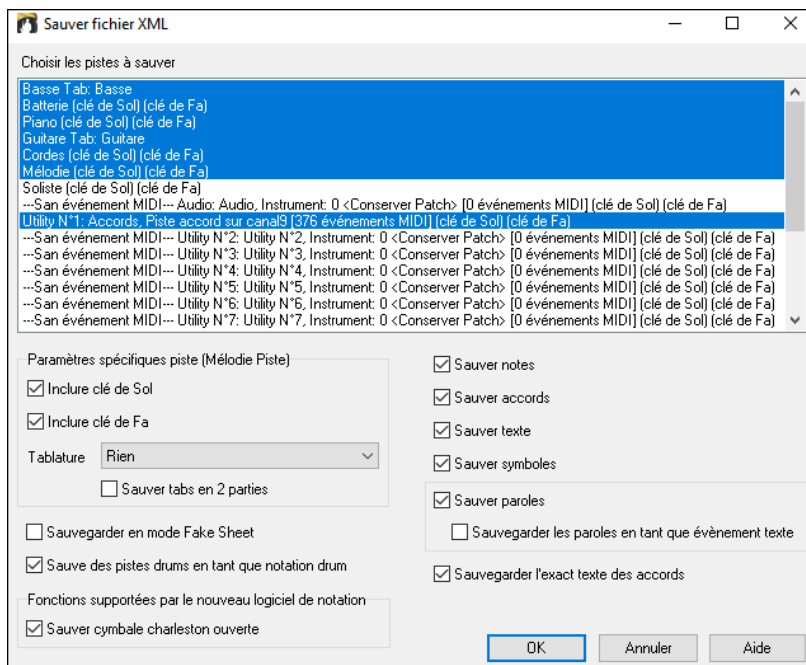 Sauver fichier XML
Choisir les pistes à sauver
Basse Tab: Basse
Batterie (clé de Sol) (clé de Fa)
Piano (clé de Sol) (clé de Fa)
Guitare Tab: Guitare
Cordes (clé de Sol) (clé de Fa)
Mélodie (clé de Sol) (clé de Fa)
Soliste (clé de Sol) (clé de Fa)
---San événement MIDI--- Audio: Audio, Instrument: 0 <Conserver Patch> [0 événements MIDI] (clé de Sol) (clé de Fa)
Utility N°1: Accords, Piste accord sur canal9 [376 événements MIDI] (clé de Sol) (clé de Fa)
---San événement MIDI--- Utility N°2: Utility N°2, Instrument: 0 <Conserver Patch> [0 événements MIDI] (clé de Sol) (clé de Fa)
---San événement MIDI--- Utility N°3: Utility N°3, Instrument: 0 <Conserver Patch> [0 événements MIDI] (clé de Sol) (clé de Fa)
---San événement MIDI--- Utility N°4: Utility N°4, Instrument: 0 <Conserver Patch> [0 événements MIDI] (clé de Sol) (clé de Fa)
---San événement MIDI--- Utility N°5: Utility N°5, Instrument: 0 <Conserver Patch> [0 événements MIDI] (clé de Sol) (clé de Fa)
---San événement MIDI--- Utility N°6: Utility N°6, Instrument: 0 <Conserver Patch> [0 événements MIDI] (clé de Sol) (clé de Fa)
---San événement MIDI--- Utility N°7: Utility N°7, Instrument: 0 <Conserver Patch> [0 événements MIDI] (clé de Sol) (clé de Fa)
Paramètres spécifiques piste (Mélodie Piste)
Inclure clé de Sol
Inclure clé de Fa
Tablature Rien
Sauver tabs en 2 parties
Sauvegarder en mode Fake Sheet
Sauve des pistes drums en tant que notation drum
Fonctions supportées par le nouveau logiciel de notation
Sauver cymbale charleston ouverte
Sauver notes
Sauver accords
Sauver texte
Sauver symboles
Sauver paroles
Sauvegarder les paroles en tant que évènement texte
Sauvegarder l'exact texte des accords
OK
Annuler
Aide